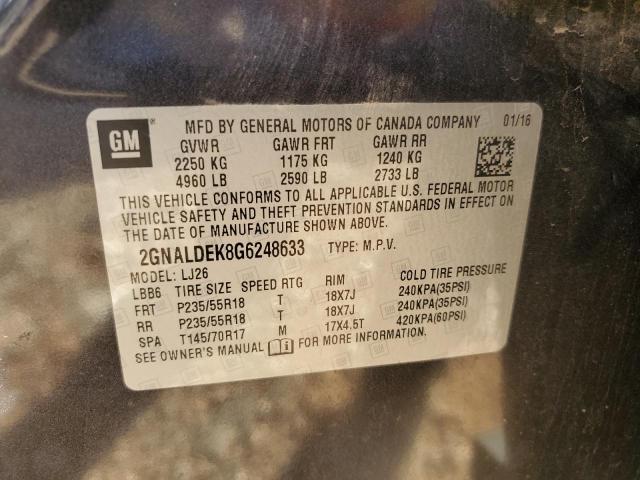 GM
MFD BY GENERAL MOTORS OF CANADA COMPANY 01/16
GVWR GAWR FRT GAWR RR
2250 KG 1175 KG 1240 KG
4960 LB 2590 LB 2733 LB
THIS VEHICLE CONFORMS TO ALL APPLICABLE U.S. FEDERAL MOTOR
VEHICLE SAFETY AND THEFT PREVENTION STANDARDS IN EFFECT ON
THE DATE OF MANUFACTURE SHOWN ABOVE.
2GNALDEK8G6248633 TYPE: M.P.V.
MODEL: LJ26
LBB6 TIRE SIZE SPEED RTG RIM COLD TIRE PRESSURE
FRT P235/55R18 T 18X7J 240KPA(35PSI)
RR P235/55R18 T 18X7J 240KPA(35PSI)
SPA T145/70R17 M 17X4.5T 420KPA(60PSI)
SEE OWNER'S MANUAL FOR MORE INFORMATION